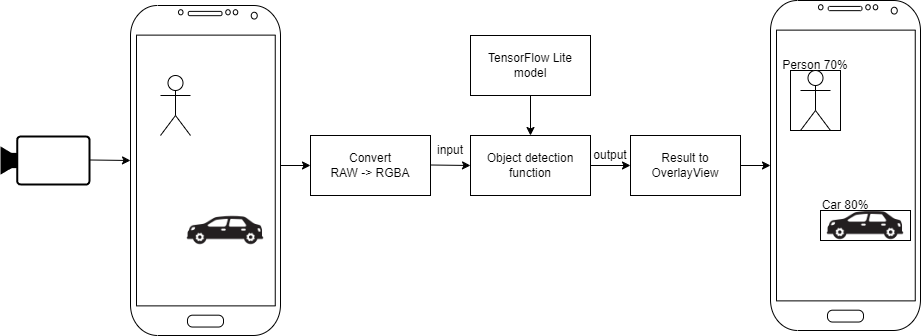 TensorFlow Lite
model
Person 70%
Convert
RAW -> RGBA
input
Object detection
function
output
Result to
OverlayView
Car 80%